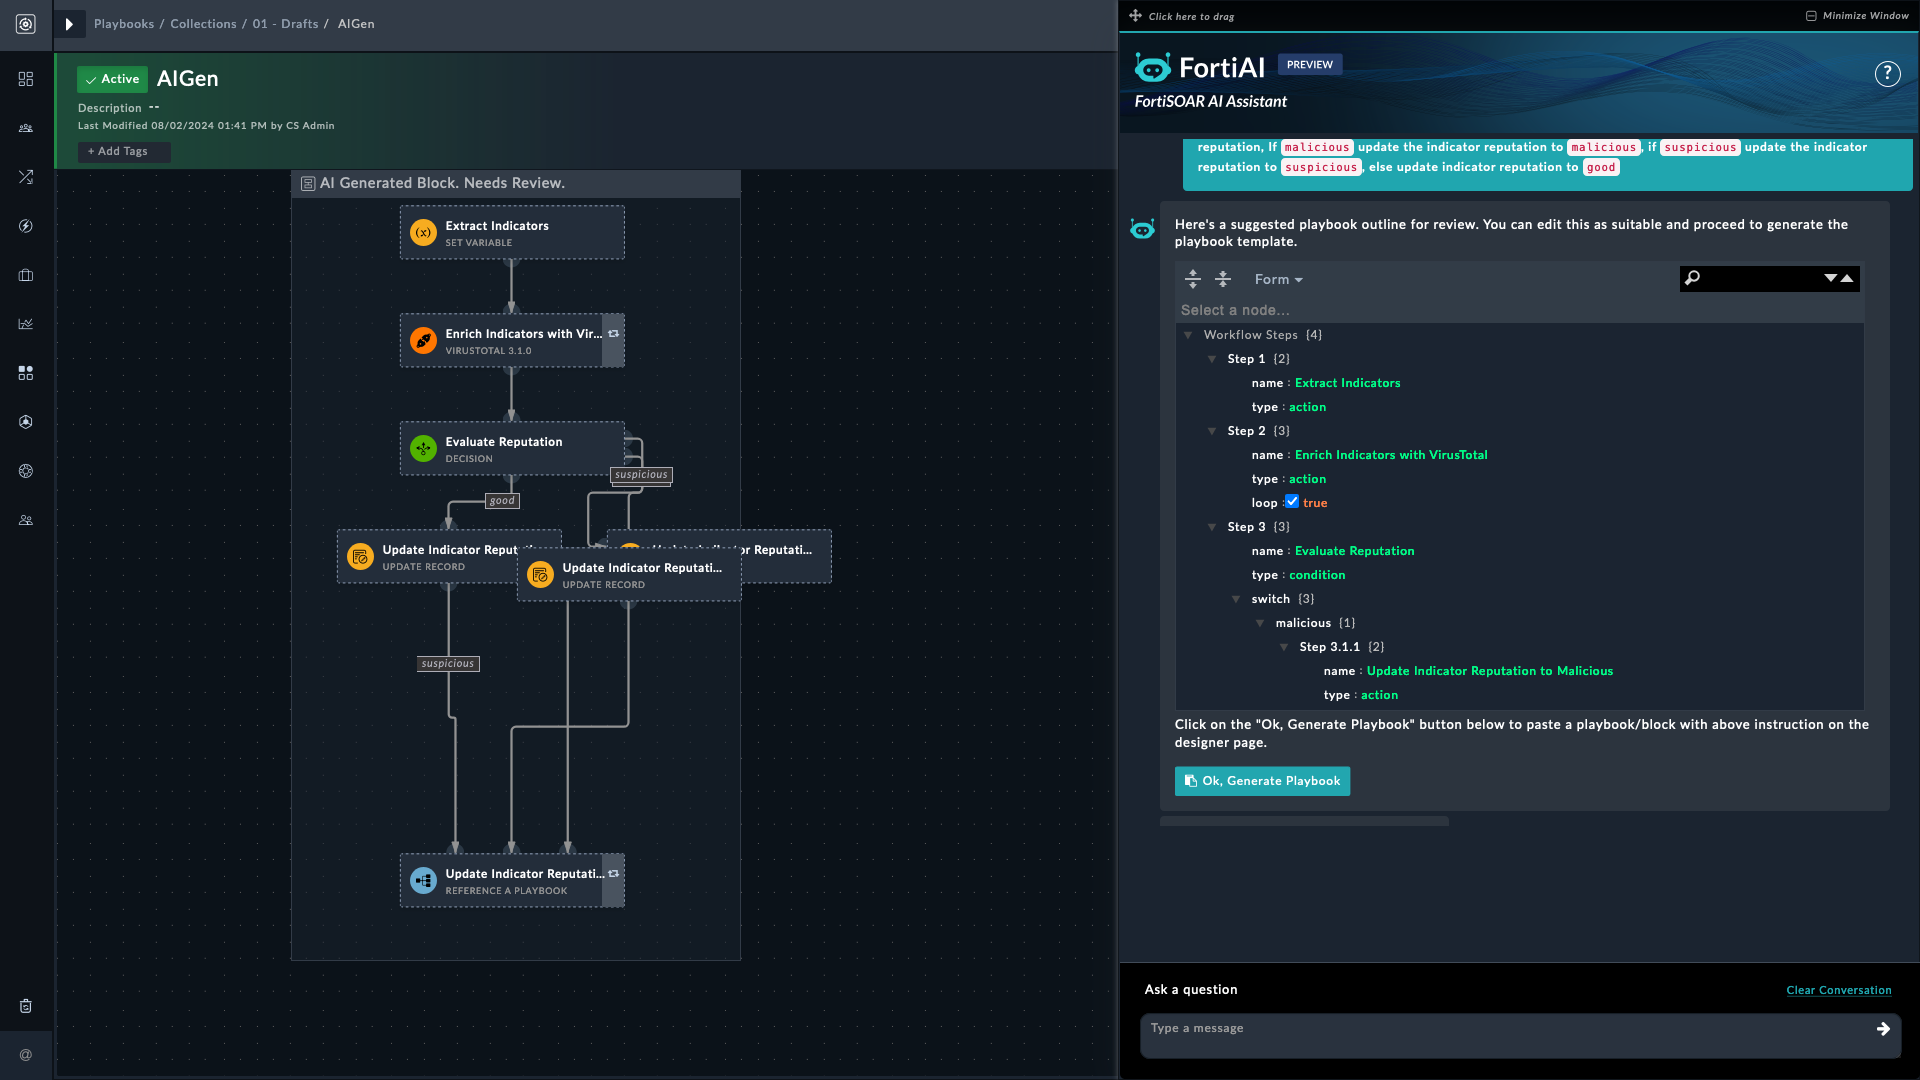 Playbooks / Collections / 01 - Drafts / AIGen
Active AIGen
Description --
Last Modified 08/02/2024 01:41 PM by CS Admin
+ Add Tags
AI Generated Block. Needs Review.
Extract Indicators
SET VARIABLE
Enrich Indicators with Vir...
VIRUSTOTAL 3.1.0
Evaluate Reputation
DECISION
suspicious
good
Update Indicator Reput
UPDATE RECORD
r Reputati...
Update Indicator Reputati...
UPDATE RECORD
suspicious
Update Indicator Reputati...
REFERENCE A PLAYBOOK
@
Click here to drag
Minimize Window
FortiAI PREVIEW
FortiSOAR AI Assistant
?
reputation, If malicious update the indicator reputation to malicious, if suspicious update the indicator
reputation to suspicious, else update indicator reputation to good
Here's a suggested playbook outline for review. You can edit this as suitable and proceed to generate the
playbook template.
Form
Select a node...
Workflow Steps {4}
Step 1 {2}
name : Extract Indicators
type : action
Step 2 {3}
name : Enrich Indicators with VirusTotal
type : action
loop : true
Step 3 {3}
name : Evaluate Reputation
type : condition
switch {3}
malicious {1}
Step 3.1.1 {2}
name : Update Indicator Reputation to Malicious
type : action
Click on the "Ok, Generate Playbook" button below to paste a playbook/block with above instruction on the
designer page.
Ok, Generate Playbook
Ask a question
Clear Conversation
Type a message